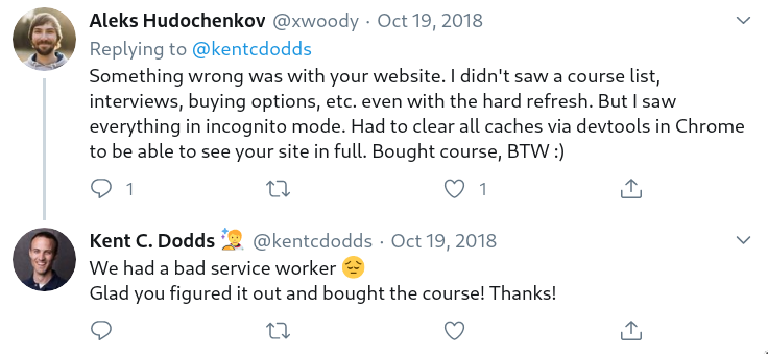 Aleks Hudochenkov @xwoody · Oct 19, 2018
Replying to @kentcdodds
Something wrong was with your website. I didn't saw a course list,
interviews, buying options, etc. even with the hard refresh. But I saw
everything in incognito mode. Had to clear all caches via devtools in Chrome
to be able to see your site in full. Bought course, BTW :)
1 1
Kent C. Dodds @kentcdodds · Oct 19, 2018
We had a bad service worker 😔
Glad you figured it out and bought the course! Thanks!